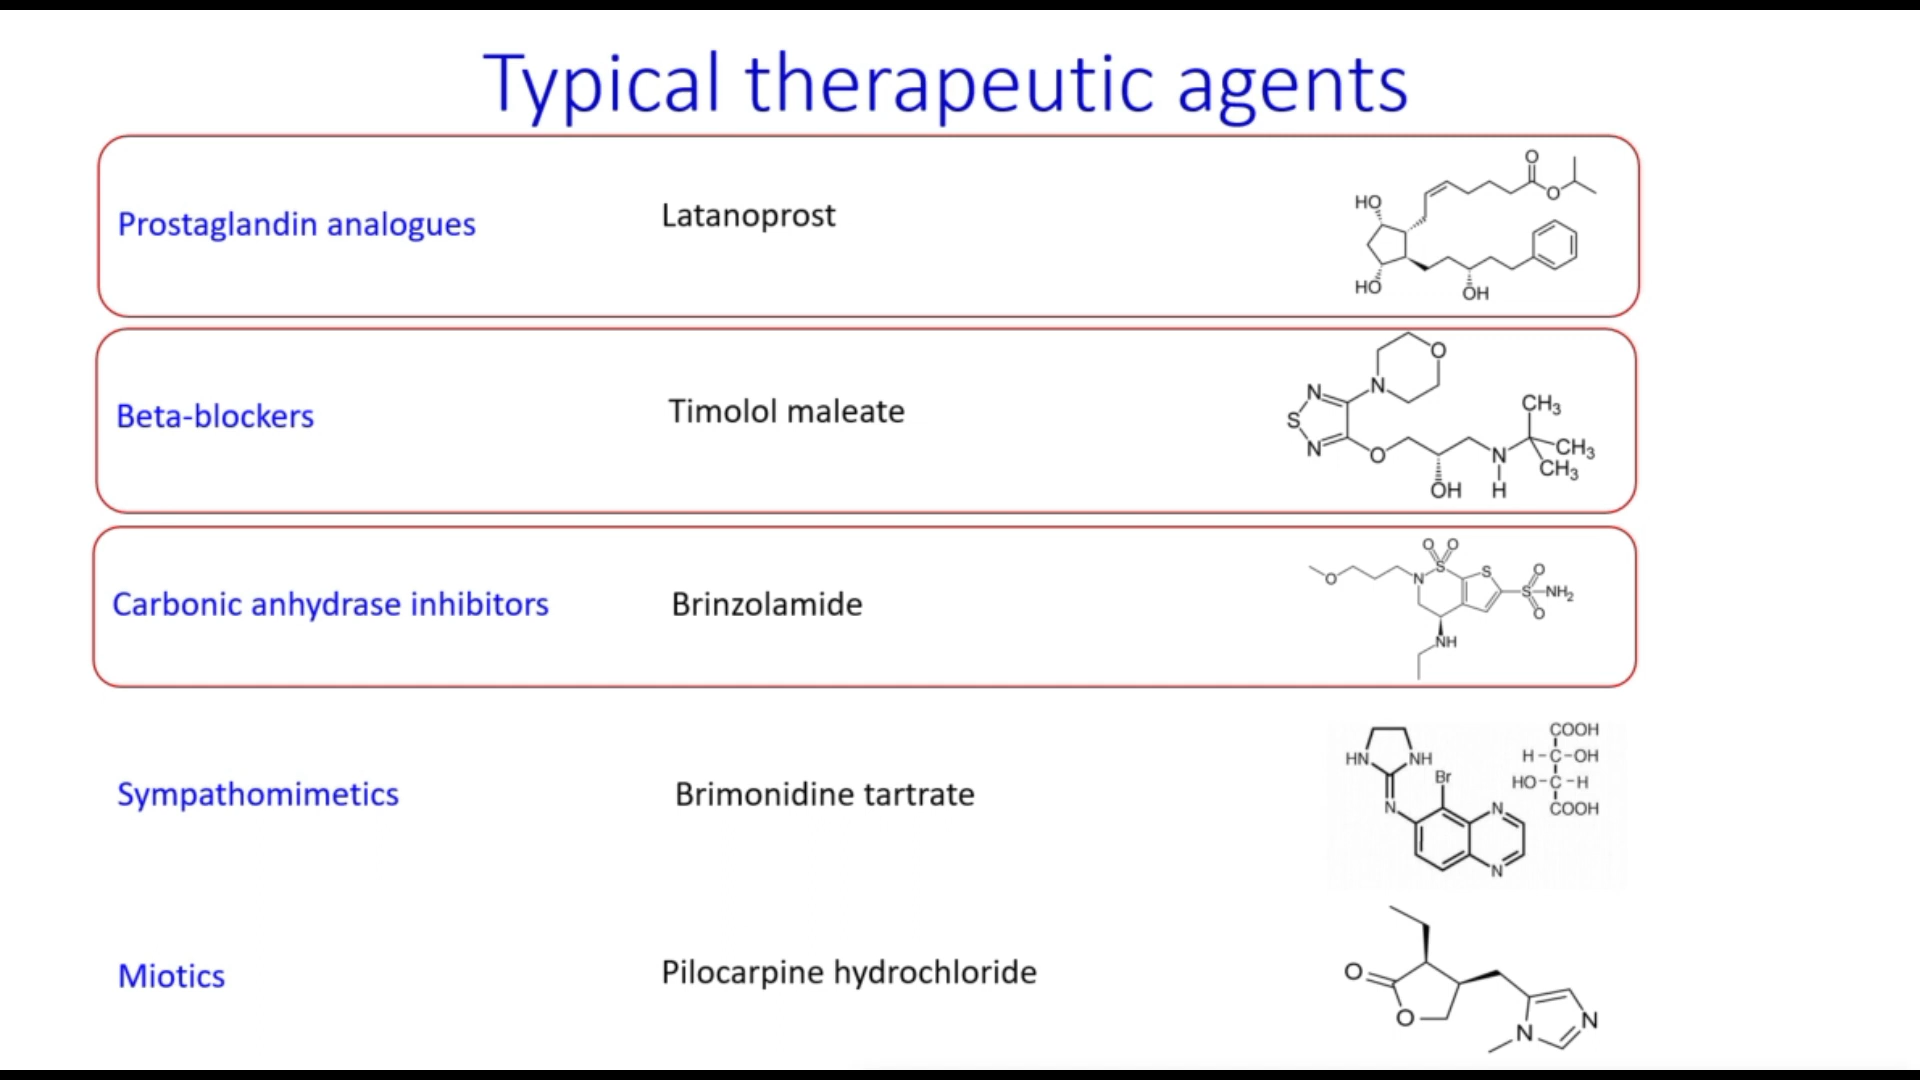 Typical therapeutic agents
Prostaglandin analogues
Latanoprost
O
O
HO
HO
OH
Beta-blockers
Timolol maleate
O
N
N
S
N
O
OH
N
H
CH3
CH3
CH3
Carbonic anhydrase inhibitors
Brinzolamide
O O
S
S
N
O
O
S
NH2
O
NH
Sympathomimetics
Brimonidine tartrate
HN
NH
Br
N
N
N
COOH
H-C-OH
HO-C-H
COOH
Miotics
Pilocarpine hydrochloride
O
O
N
N